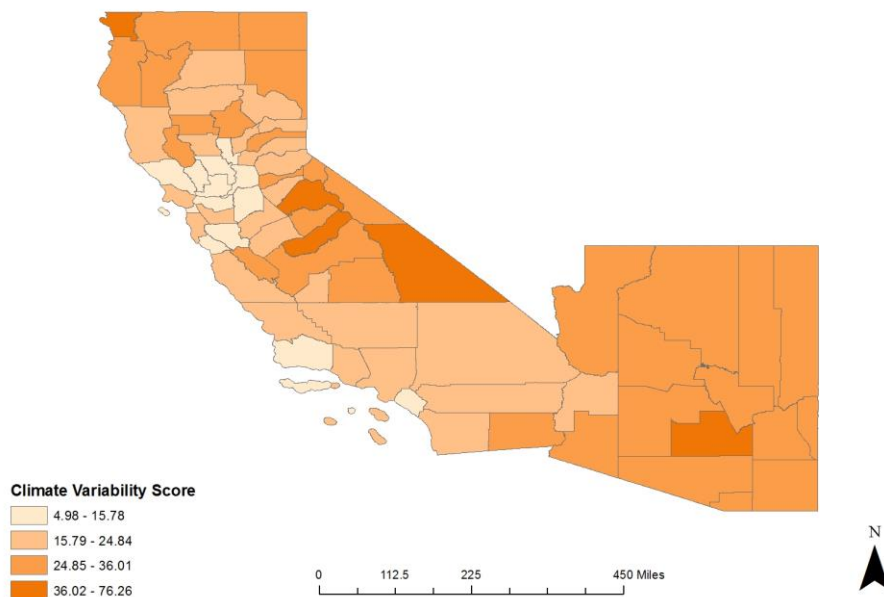 Climate Variability Score
4.98 - 15.78
15.79 - 24.84
24.85 - 36.01
36.02 - 76.26
0 112.5 225 450 Miles
N